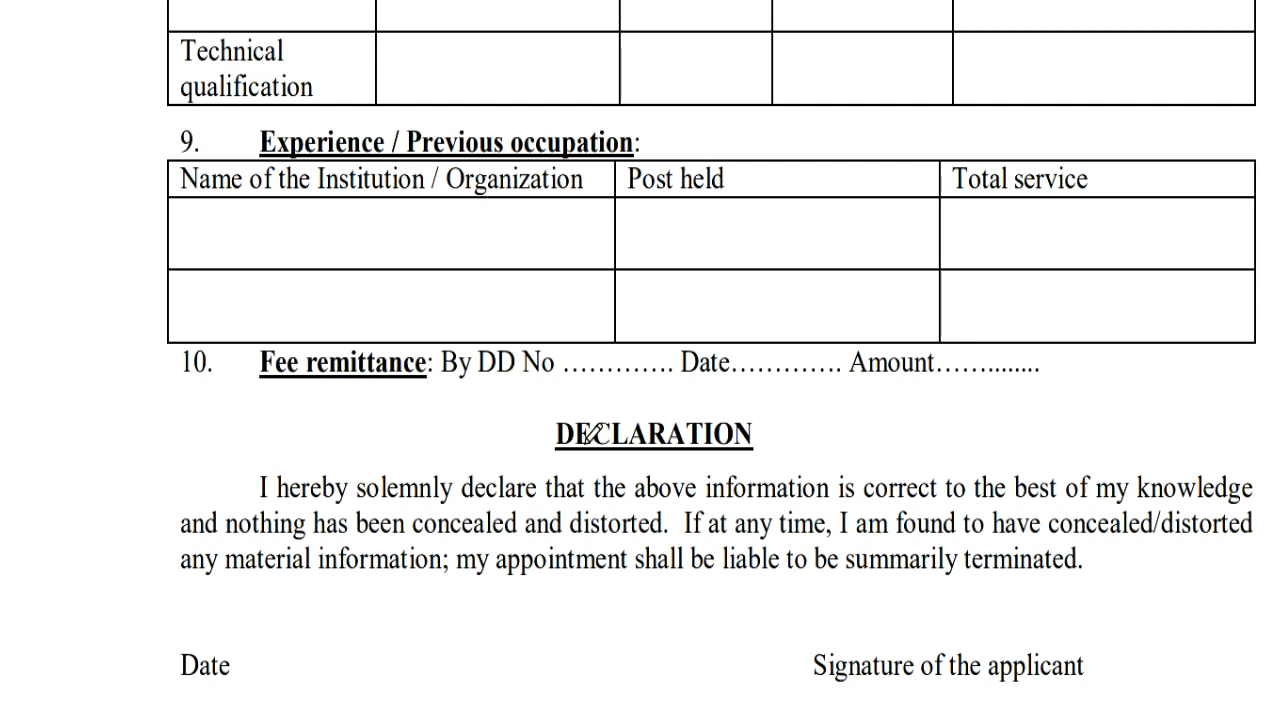 Technical
qualification
9. Experience / Previous occupation:
Name of the Institution / Organization Post held Total service
10. Fee remittance: By DD No …………. Date…………. Amount……........
DECLARATION
I hereby solemnly declare that the above information is correct to the best of my knowledge
and nothing has been concealed and distorted. If at any time, I am found to have concealed/distorted
any material information; my appointment shall be liable to be summarily terminated.
Date Signature of the applicant